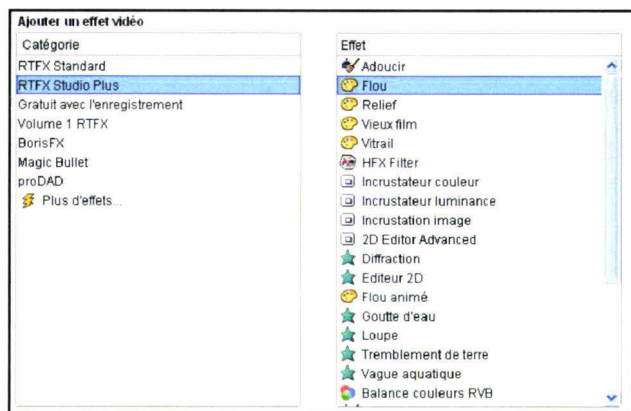 Ajouter un effet vidéo
Catégorie
RTFX Standard
RTFX Studio Plus
Gratuit avec l'enregistrement
Volume 1 RTFX
BorisFX
Magic Bullet
proDAD
Plus d'effets...
Effet
Adoucir
Flou
Relief
Vieux film
Vitrail
HFX Filter
Incrustateur couleur
Incrustateur luminance
Incrustation image
2D Editor Advanced
Diffraction
Editeur 2D
Flou animé
Goutte d'eau
Loupe
Tremblement de terre
Vague aquatique
Balance couleurs RVB